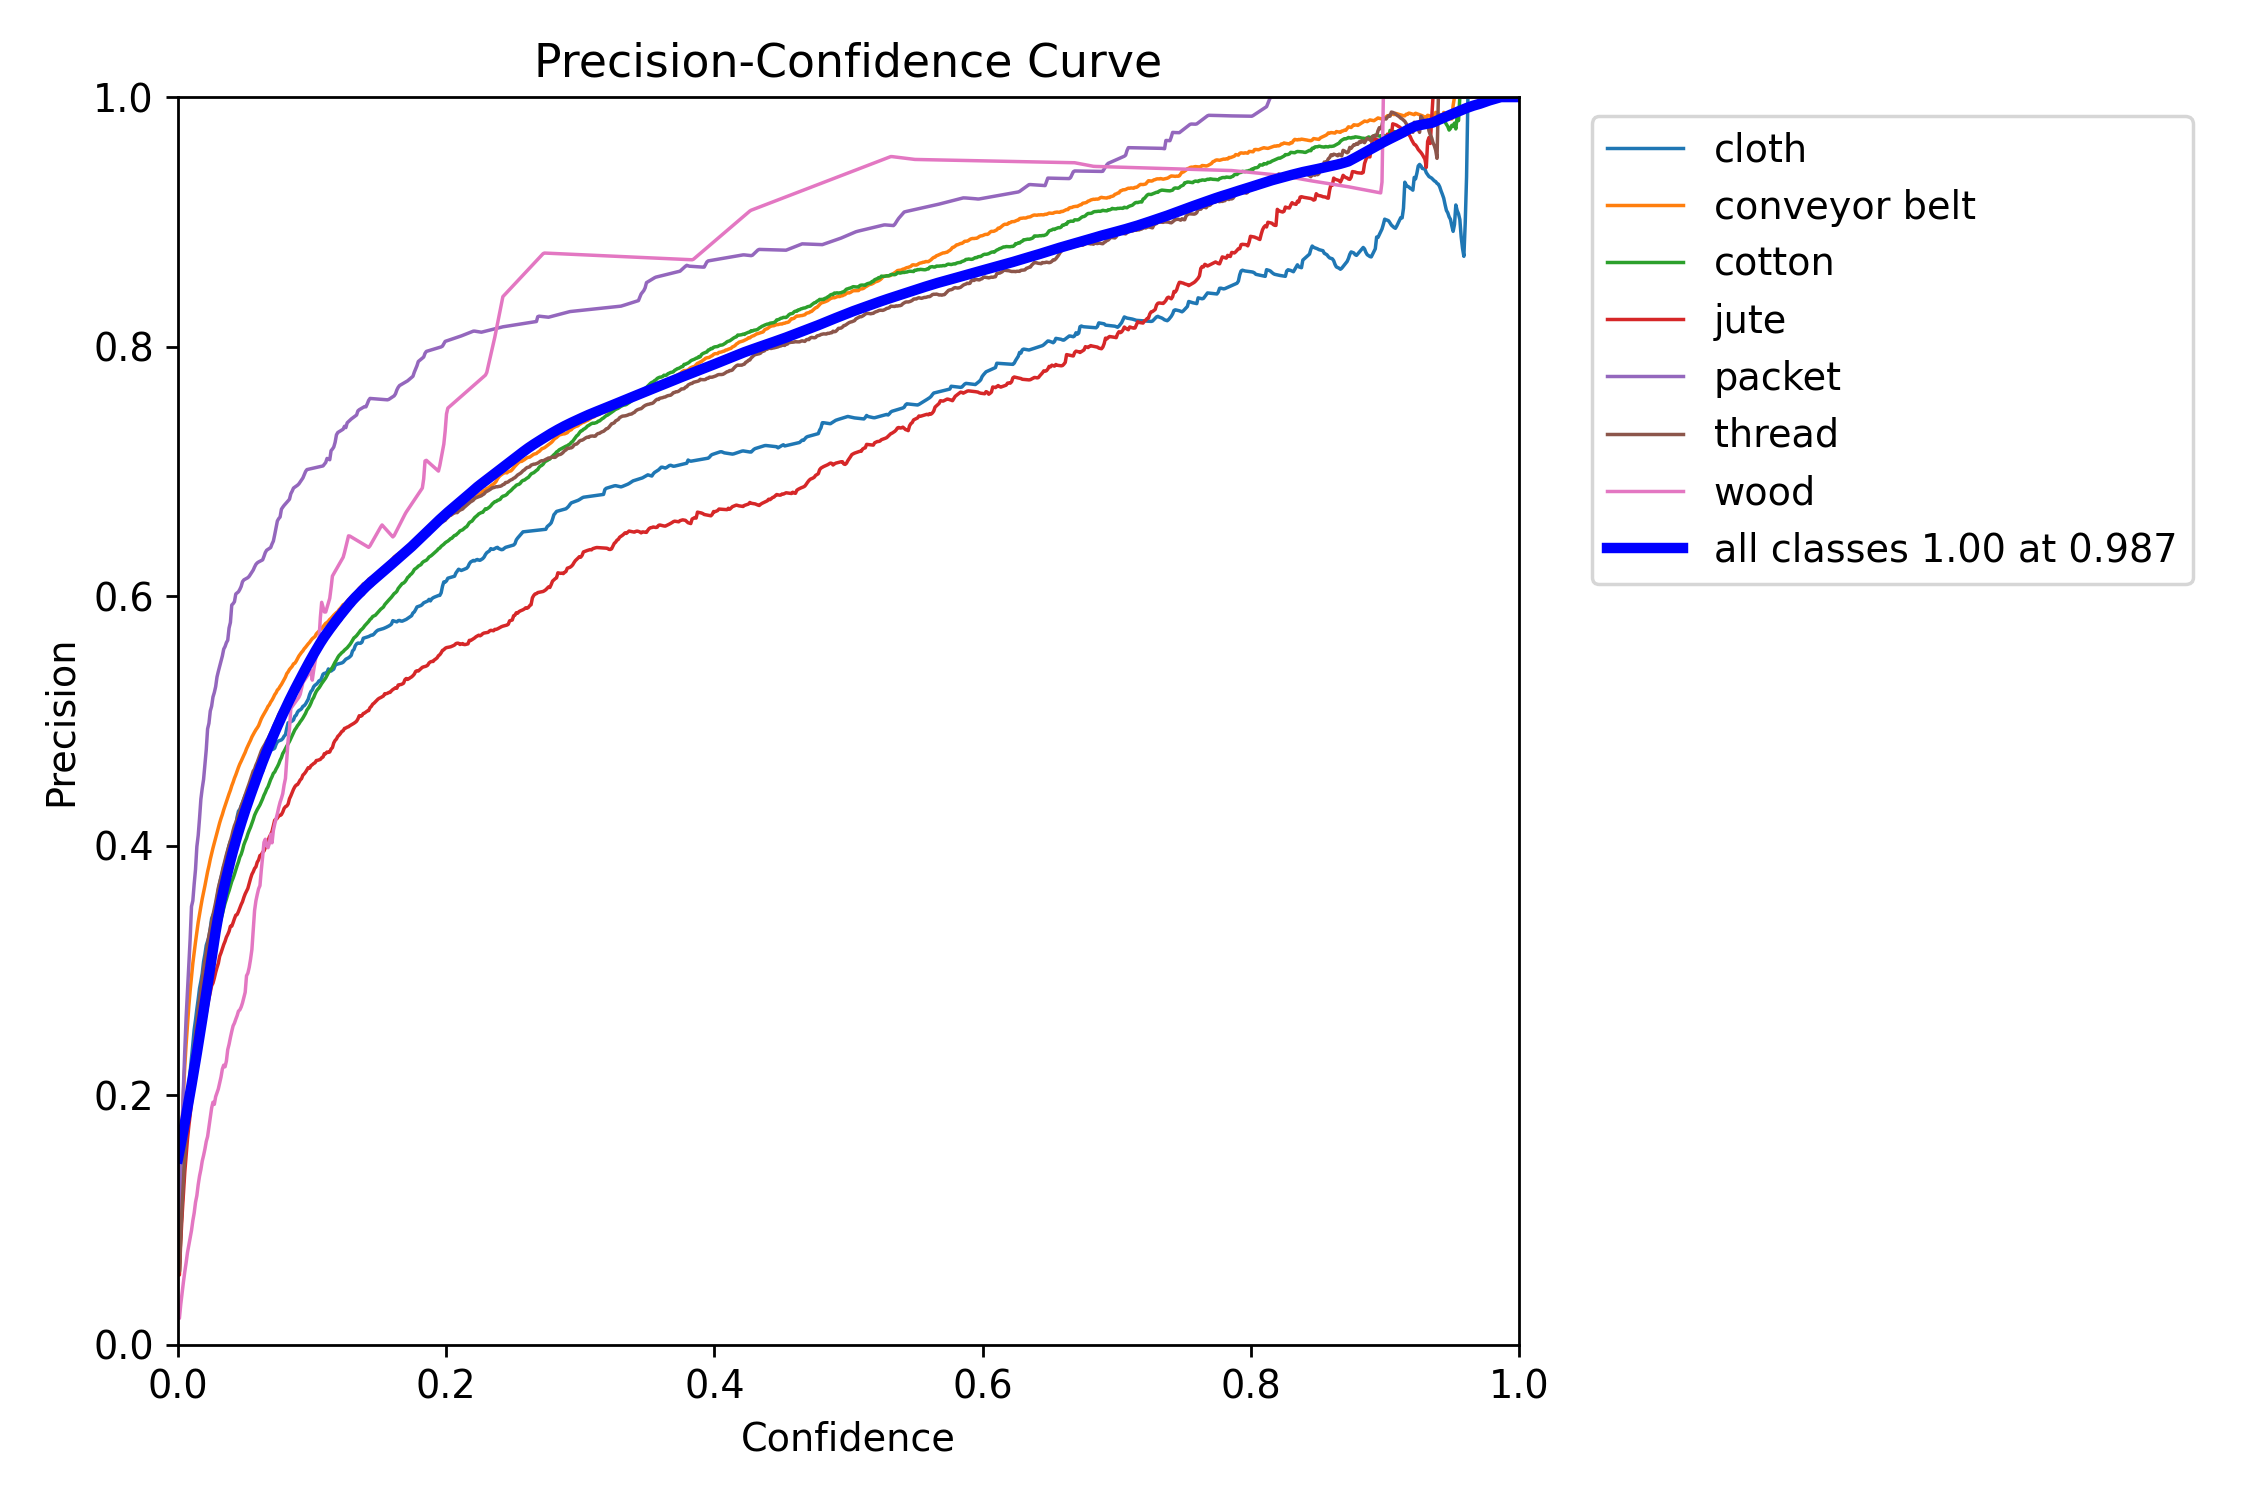 Precision-Confidence Curve
1.0
0.8
0.6
0.4
0.2
0.0
Precision
0.0 0.2 0.4 0.6 0.8 1.0
Confidence
cloth
conveyor belt
cotton
jute
packet
thread
wood
all classes 1.00 at 0.987